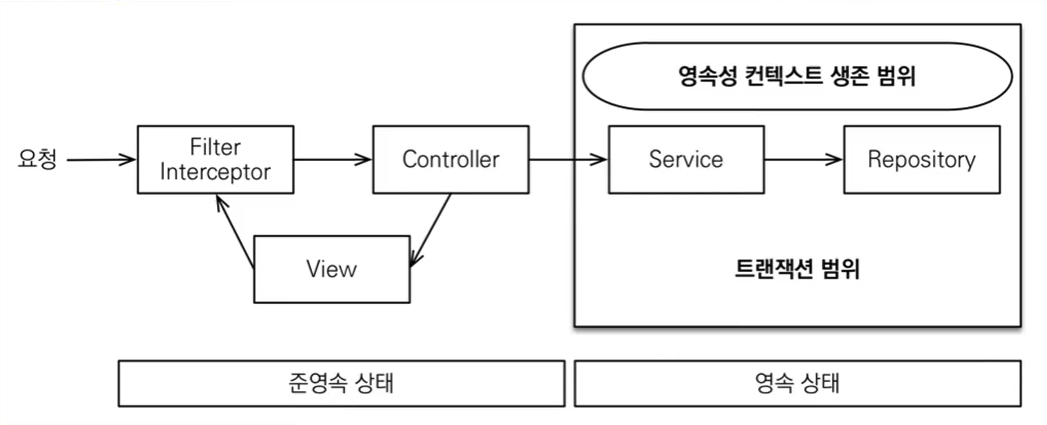 영속성 컨텍스트 생존 범위
요청
Filter
Interceptor
Controller
Service
Repository
View
트랜잭션 범위
준영속 상태
영속 상태